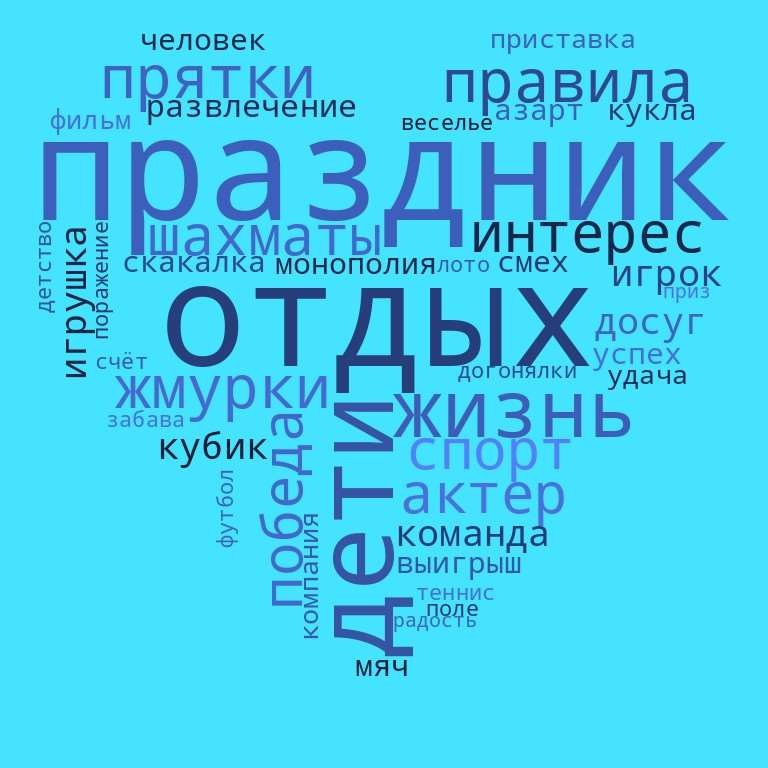 человек
приставка
прятки
правила
фильм
развлечение
веселье
азарт
кукла
праздник
шахматы
интерес
детство
игрушка
поражение
скакалка
монополия
лото
смех
игрок
приз
отдых
досуг
успех
счёт
догонялки
удача
жмурки
жизнь
забава
кубик
победа
дети
спорт
футбол
актер
компания
команда
выигрыш
теннис
поле
радость
мяч